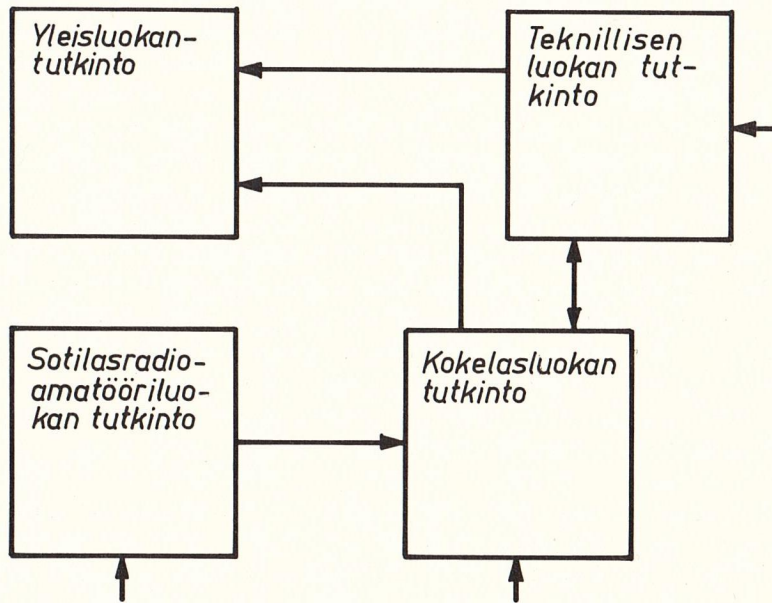 Yleisluokan-
tutkinto
Teknillisen
luokan tut-
kinto
Sotilasradio-
amatööriluo-
kan tutkinto
Kokelasluokan
tutkinto